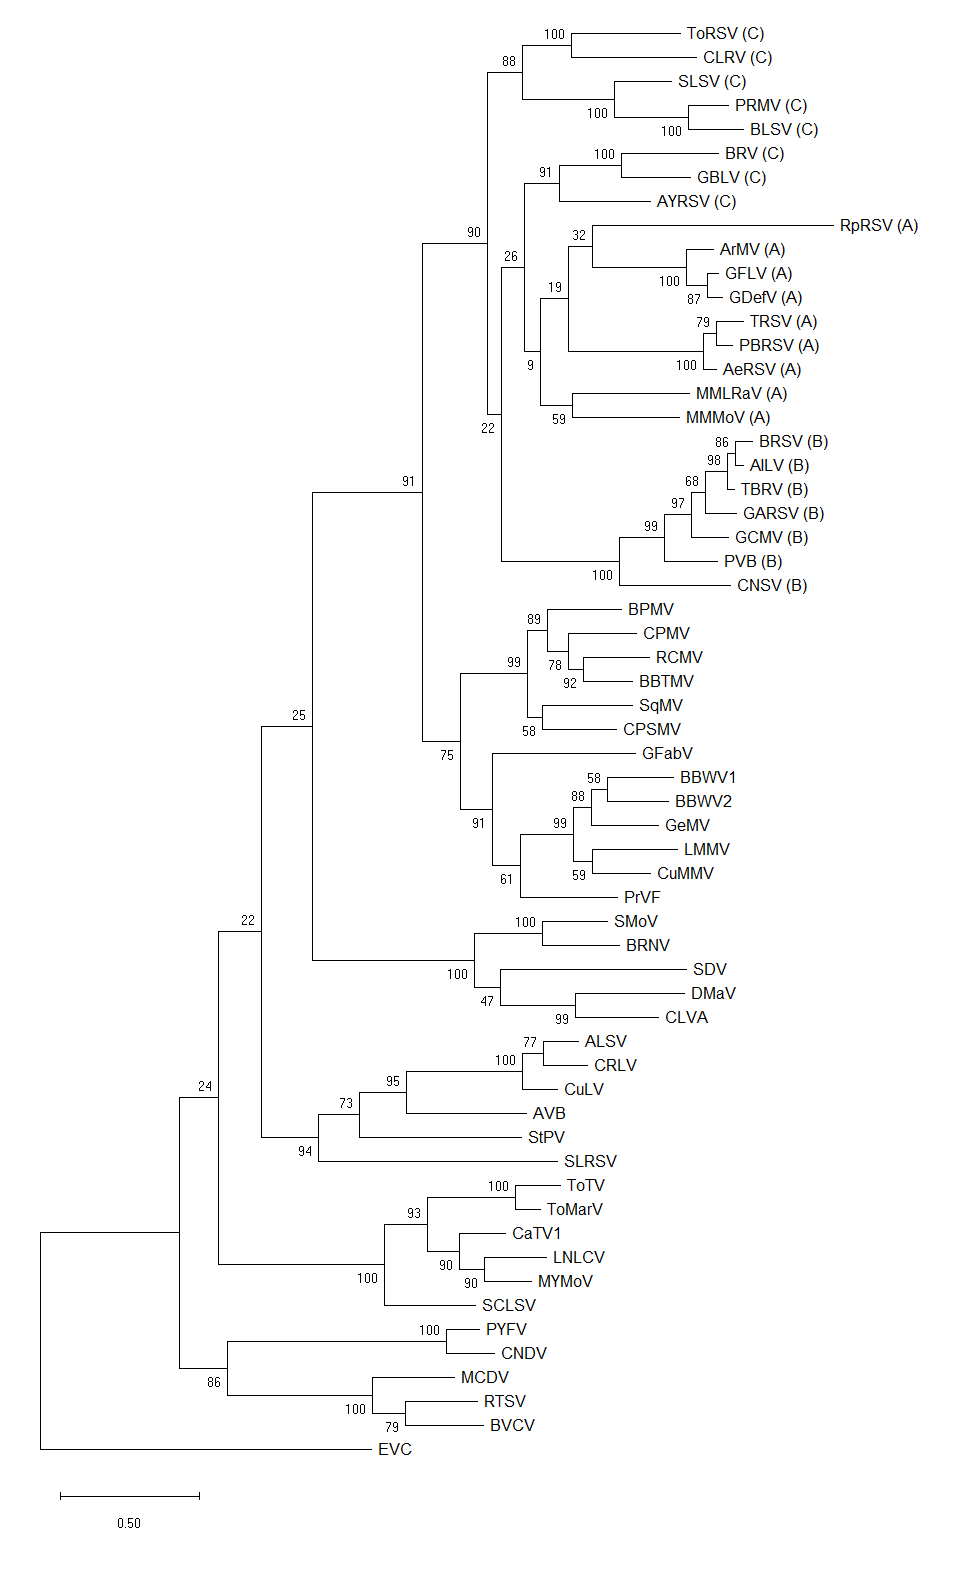 ToRSV (C)
100
CLRV (C)
88
SLSV (C)
PRMV (C)
100
BLSV (C)
100
BRV (C)
100
GBLV (C)
91
AYRSV (C)
RpRSV (A)
90
32
ArMV (A)
26
GFLV (A)
100
GDefV (A)
87
19
TRSV (A)
79
PBRSV (A)
AeRSV (A)
100
9
MMLRaV (A)
MMMoV (A)
59
22
BRSV (B)
86
AILV (B)
98
TBRV (B)
68
GARSV (B)
97
GCMV (B)
99
PVB (B)
100
CNSV (B)
91
BPMV
89
CPMV
RCMV
99
78
BBTMV
92
SqMV
CPSMV
58
25
GFabV
75
BBWV1
58
BBWV2
88
GeMV
91
99
LMMV
CuMMV
59
61
PrVF
22
SMoV
100
BRNV
SDV
100
DMaV
47
CLVA
99
ALSV
77
CRLV
100
CuLV
95
24
AVB
73
StPV
94
SLRSV
ToTV
100
ToMarV
93
CaTV1
LNLCV
90
MYMoV
100
90
SCLSV
PYFV
100
CNDV
MCDV
86
RTSV
100
BVCV
79
EVC
0.50